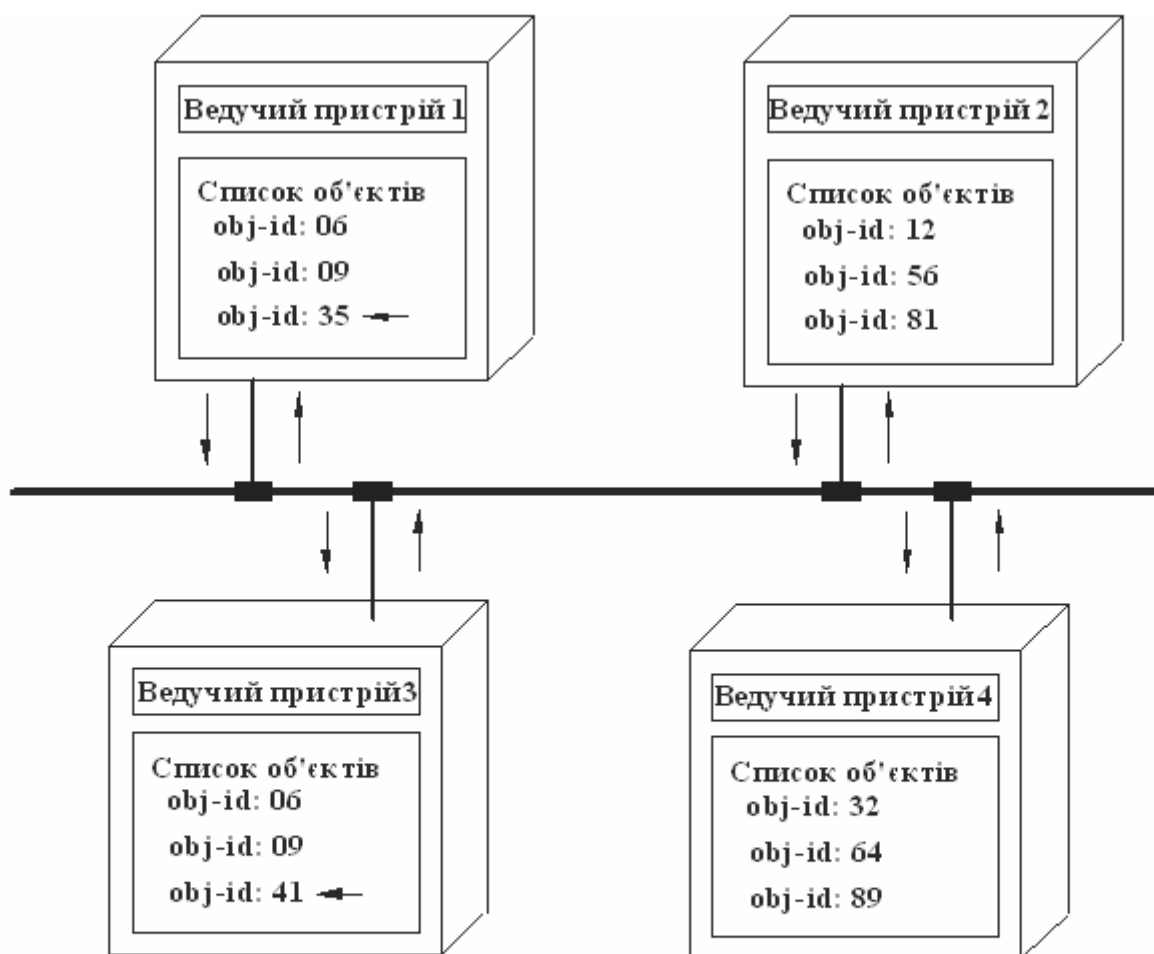 Ведучий пристрій 1
Список об'єктів
obj-id: 06
obj-id: 09
obj-id: 35
Ведучий пристрій 2
Список об'єктів
obj-id: 12
obj-id: 56
obj-id: 81
Ведучий пристрій3
Список об'єктів
obj-id: 06
obj-id: 09
obj-id: 41
Ведучий пристрій4
Список об'єктів
obj-id: 32
obj-id: 64
obj-id: 89